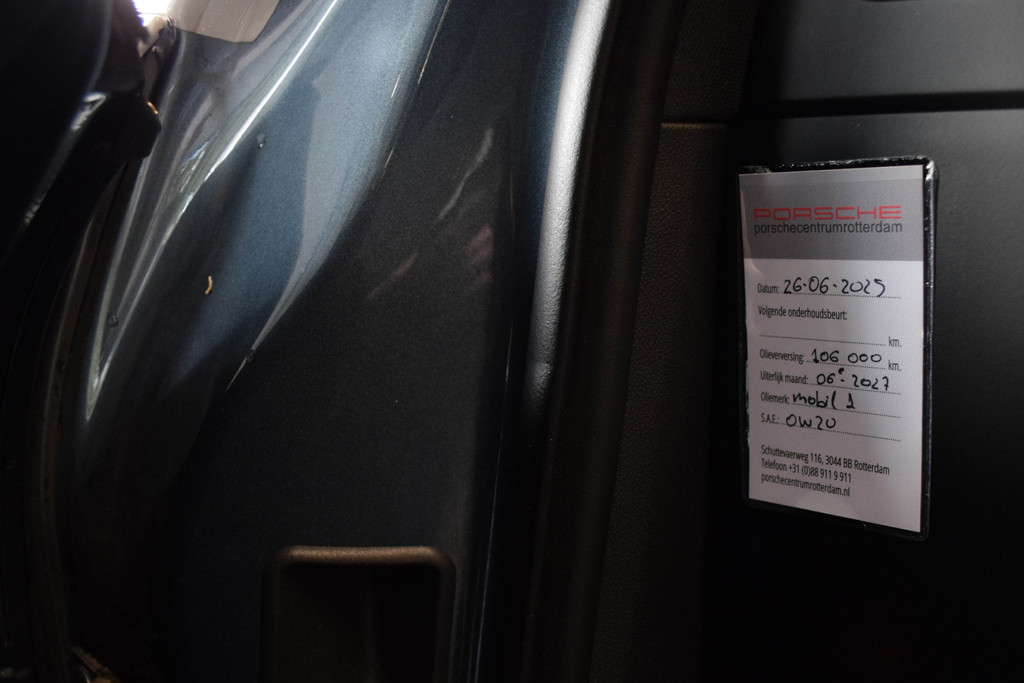 PORSCHE
porschecentrumrotterdam
Datum: 26-06-2025
Volgende onderhoudsbeurt:
km.
Olieverversing: 106 000 km.
Uiterlijk maand: 06e - 2027
Oliemerk: mobil 1
S.A.E.: 0W20
Schuttevaerweg 116, 3044 BB Rotterdam
Telefoon +31 (0)88 911 9 911
porschecentrumrotterdam.nl